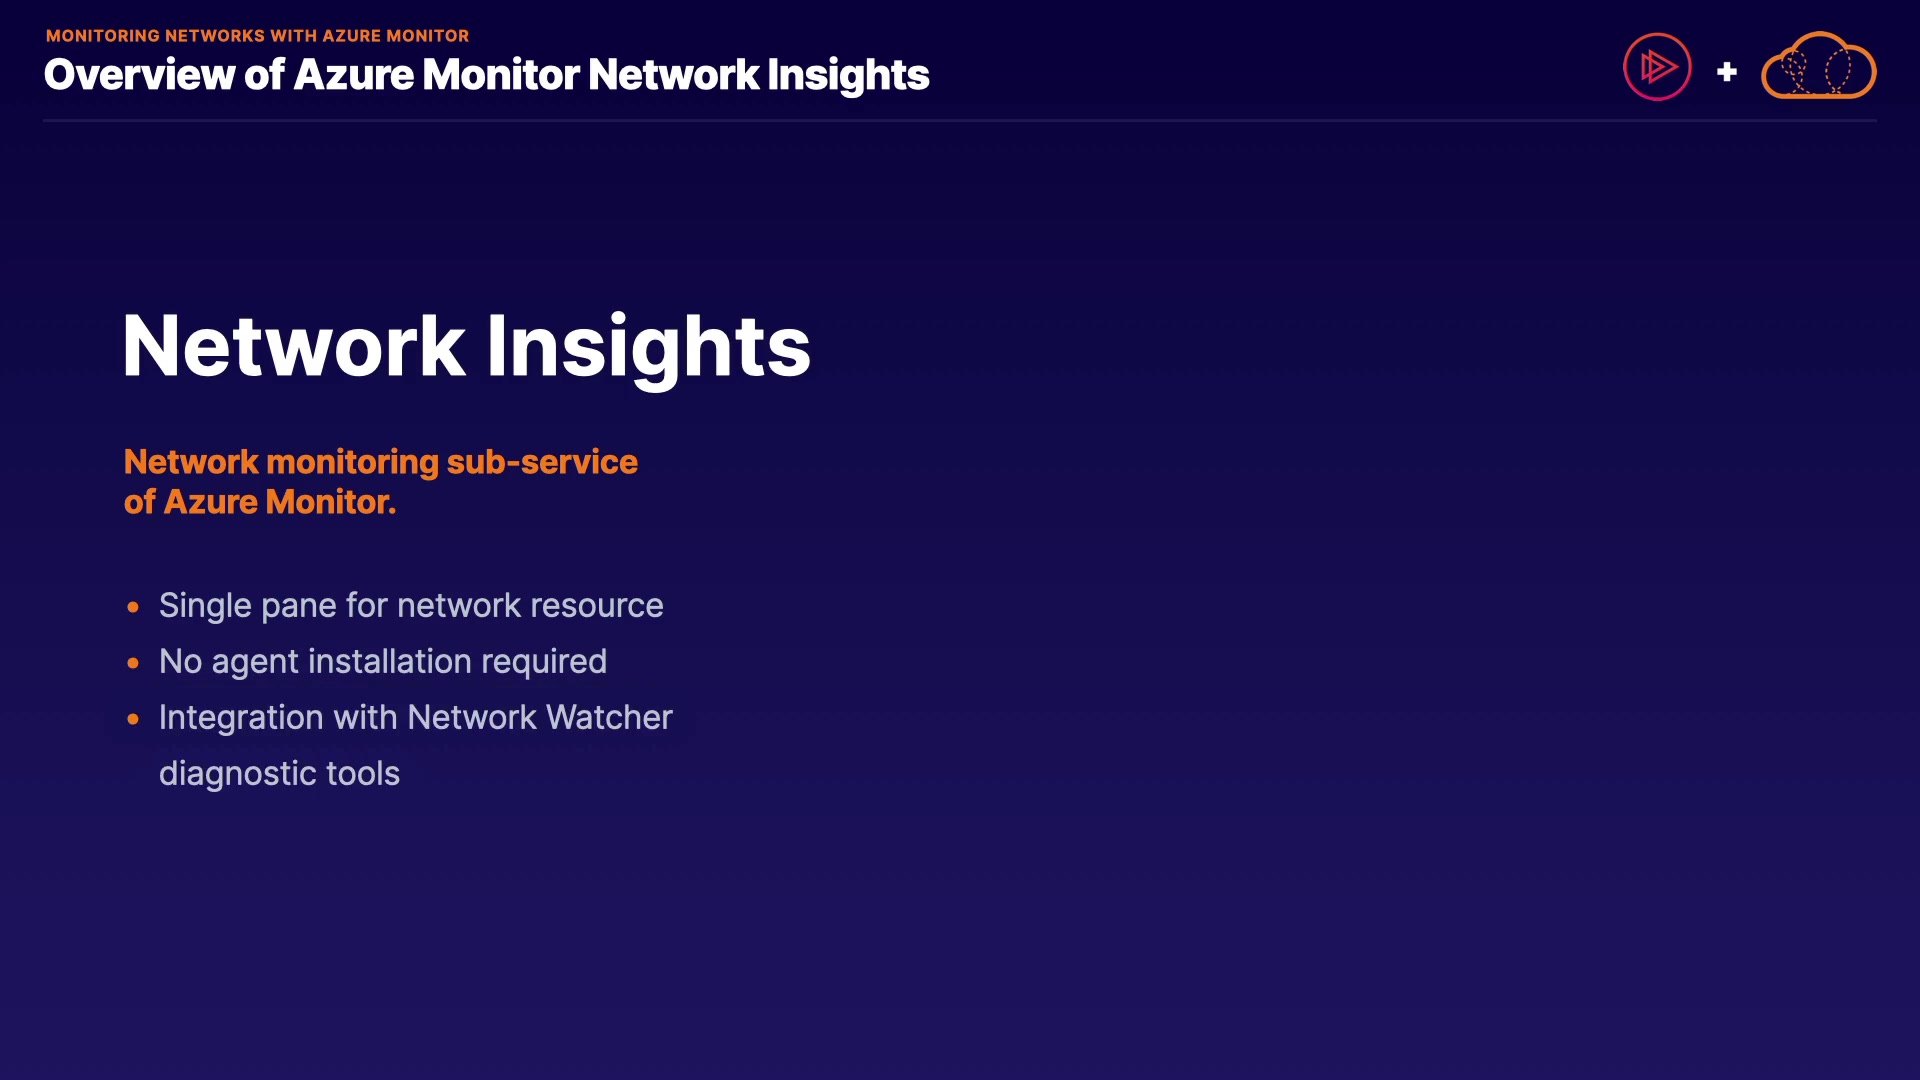 MONITORING NETWORKS WITH AZURE MONITOR
Overview of Azure Monitor Network Insights
+
Network Insights
Network monitoring sub-service
of Azure Monitor.
• Single pane for network resource
• No agent installation required
• Integration with Network Watcher
diagnostic tools